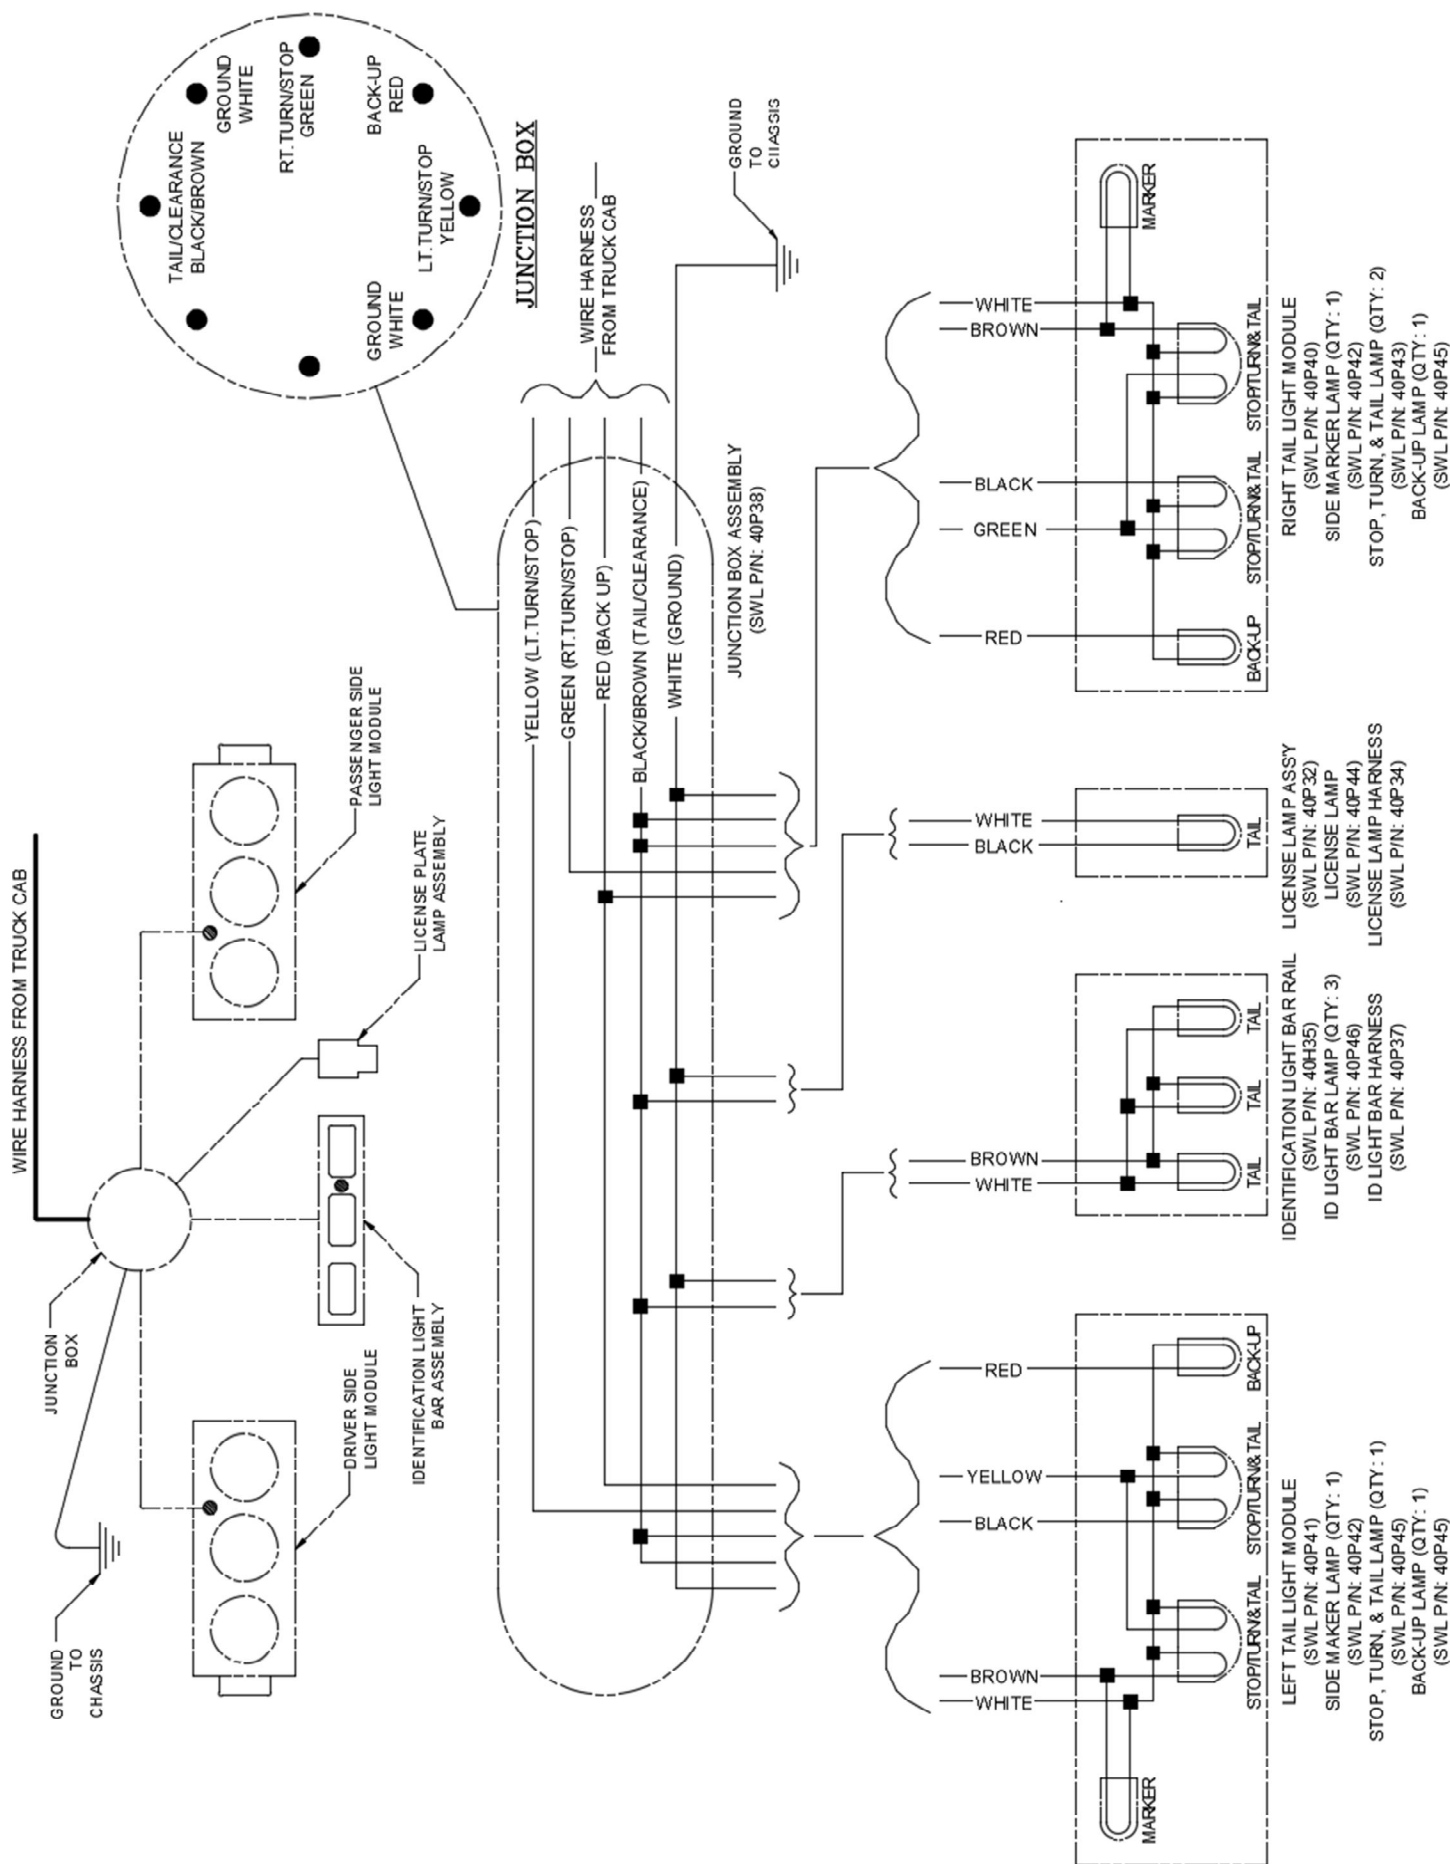 WIRE HARNESS FROM TRUCK CAB
GROUND
TO
CHASSIS
JUNCTION
BOX
DRIVER SIDE
LIGHT MODULE
IDENTIFICATION LIGHT
BAR ASSEMBLY
LICENSE PLATE
LAMP ASSEMBLY
PASSENGER SIDE
LIGHT MODULE
TAIL/CLEARANCE
BLACK/BROWN
GROUND
WHITE
RT.TURN/STOP
GREEN
BACK-UP
RED
LT.TURN/STOP
YELLOW
GROUND
WHITE
JUNCTION BOX
WIRE HARNESS
FROM TRUCK CAB
YELLOW (LT.TURN/STOP)
GREEN (RT.TURN/STOP)
RED (BACK UP)
BLACK/BROWN (TAIL/CLEARANCE)
WHITE (GROUND)
JUNCTION BOX ASSEMBLY
(SWL P/N: 40P38)
GROUND
TO
CHASSIS
WHITE
BROWN
BLACK
YELLOW
RED
MARKER
STOP/TURN&TAIL
STOP/TURN&TAIL
BACK-UP
LEFT TAIL LIGHT MODULE
(SWL P/N: 40P41)
SIDE MAKER LAMP (QTY: 1)
(SWL P/N: 40P42)
STOP, TURN, & TAIL LAMP (QTY: 1)
(SWL P/N: 40P45)
BACK-UP LAMP (QTY: 1)
(SWL P/N: 40P45)
WHITE
BROWN
TAIL
TAIL
TAIL
IDENTIFICATION LIGHT BAR RAIL
(SWL P/N: 40H35)
ID LIGHT BAR LAMP (QTY: 3)
(SWL P/N: 40P46)
ID LIGHT BAR HARNESS
(SWL P/N: 40P37)
BLACK
WHITE
TAIL
LICENSE LAMP ASS'Y
(SWL P/N: 40P32)
LICENSE LAMP
(SWL P/N: 40P44)
LICENSE LAMP HARNESS
(SWL P/N: 40P34)
RED
GREEN
BLACK
BROWN
WHITE
BACK-UP
STOP/TURN&TAIL
STOP/TURN&TAIL
MARKER
RIGHT TAIL LIGHT MODULE
(SWL P/N: 40P40)
SIDE MARKER LAMP (QTY: 1)
(SWL P/N: 40P42)
STOP, TURN, & TAIL LAMP (QTY: 2)
(SWL P/N: 40P43)
BACK-UP LAMP (QTY: 1)
(SWL P/N: 40P45)